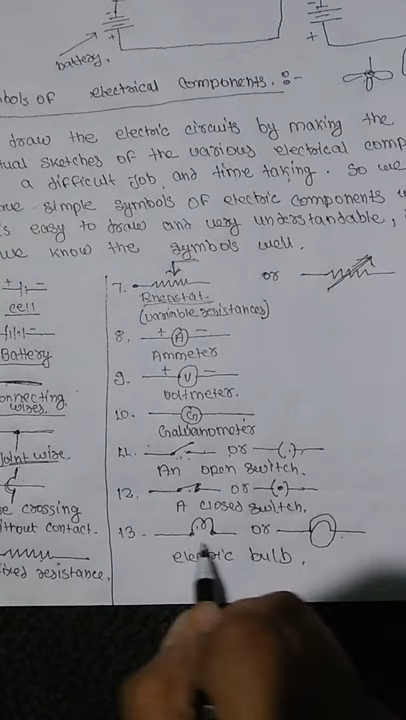 battery.
+
+
bols of electrical Components. :-
draw the electric circuits by making the
tual sketches of the various electrical comp
a difficult job, and time taking. So we
simple symbols of electric components
s easy to draw and very understandable,
we know the symbols well.
+ -
cell
+ -
Battery
onnecting
wires.
Joint wire
e crossing
ithout contact.
ixed resistance.
7. or
Rheostat.
(variable resistances)
8. + A -
Ammeter
9. + V -
Voltmeter.
10. G
Galvanometer
11. or
An open switch.
12. or
A closed switch.
13. or
electric bulb.